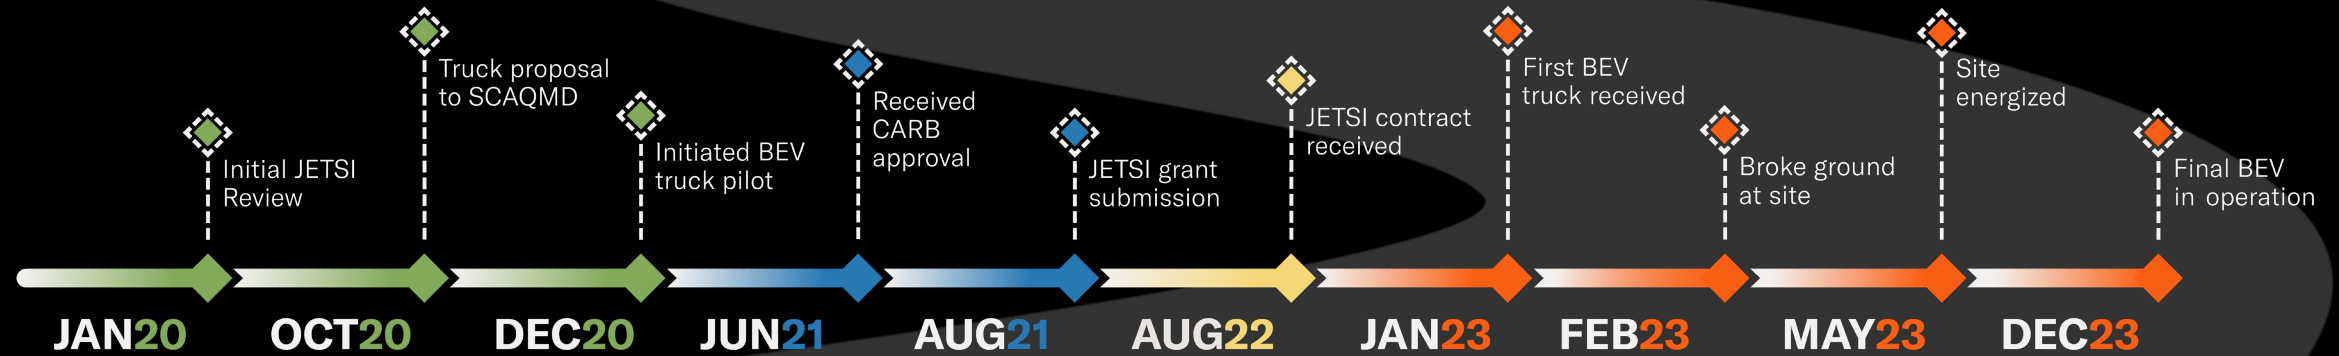 Initial JETSI
Review
Truck proposal
to SCAQMD
Initiated BEV
truck pilot
Received
CARB
approval
JETSI grant
submission
JETSI contract
received
First BEV
truck received
Broke ground
at site
Site
energized
Final BEV
in operation
JAN20
OCT20
DEC20
JUN21
AUG21
AUG22
JAN23
FEB23
MAY23
DEC23